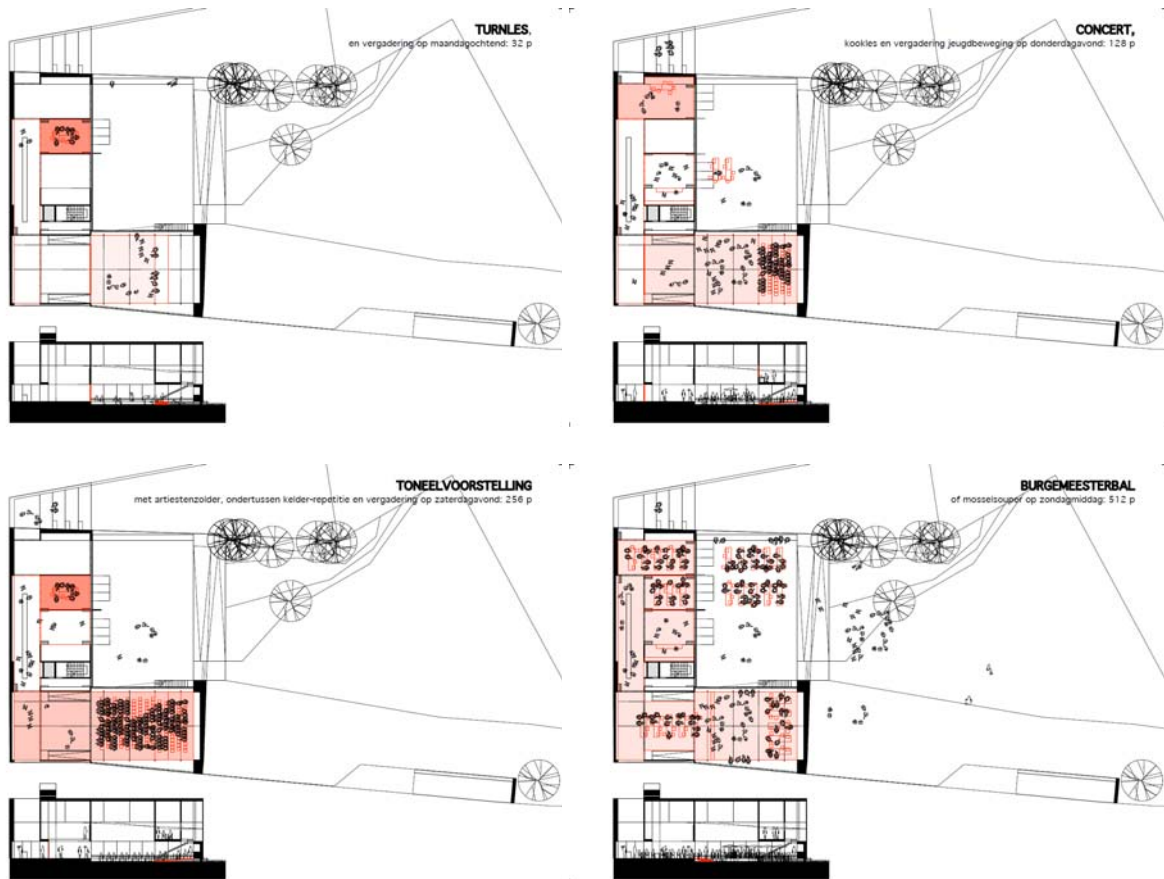 TURNLES,
en vergadering op maandagochtend: 32 p
CONCERT,
kookles en vergadering jeugdbeweging op donderdagavond: 128 p
TONEELVOORSTELLING
met artiestenzolder, ondertussen kelder-repetitie en vergadering op zaterdagavond: 256 p
BURGEMEESTERBAL
of mosselsouper op zondagmiddag: 512 p